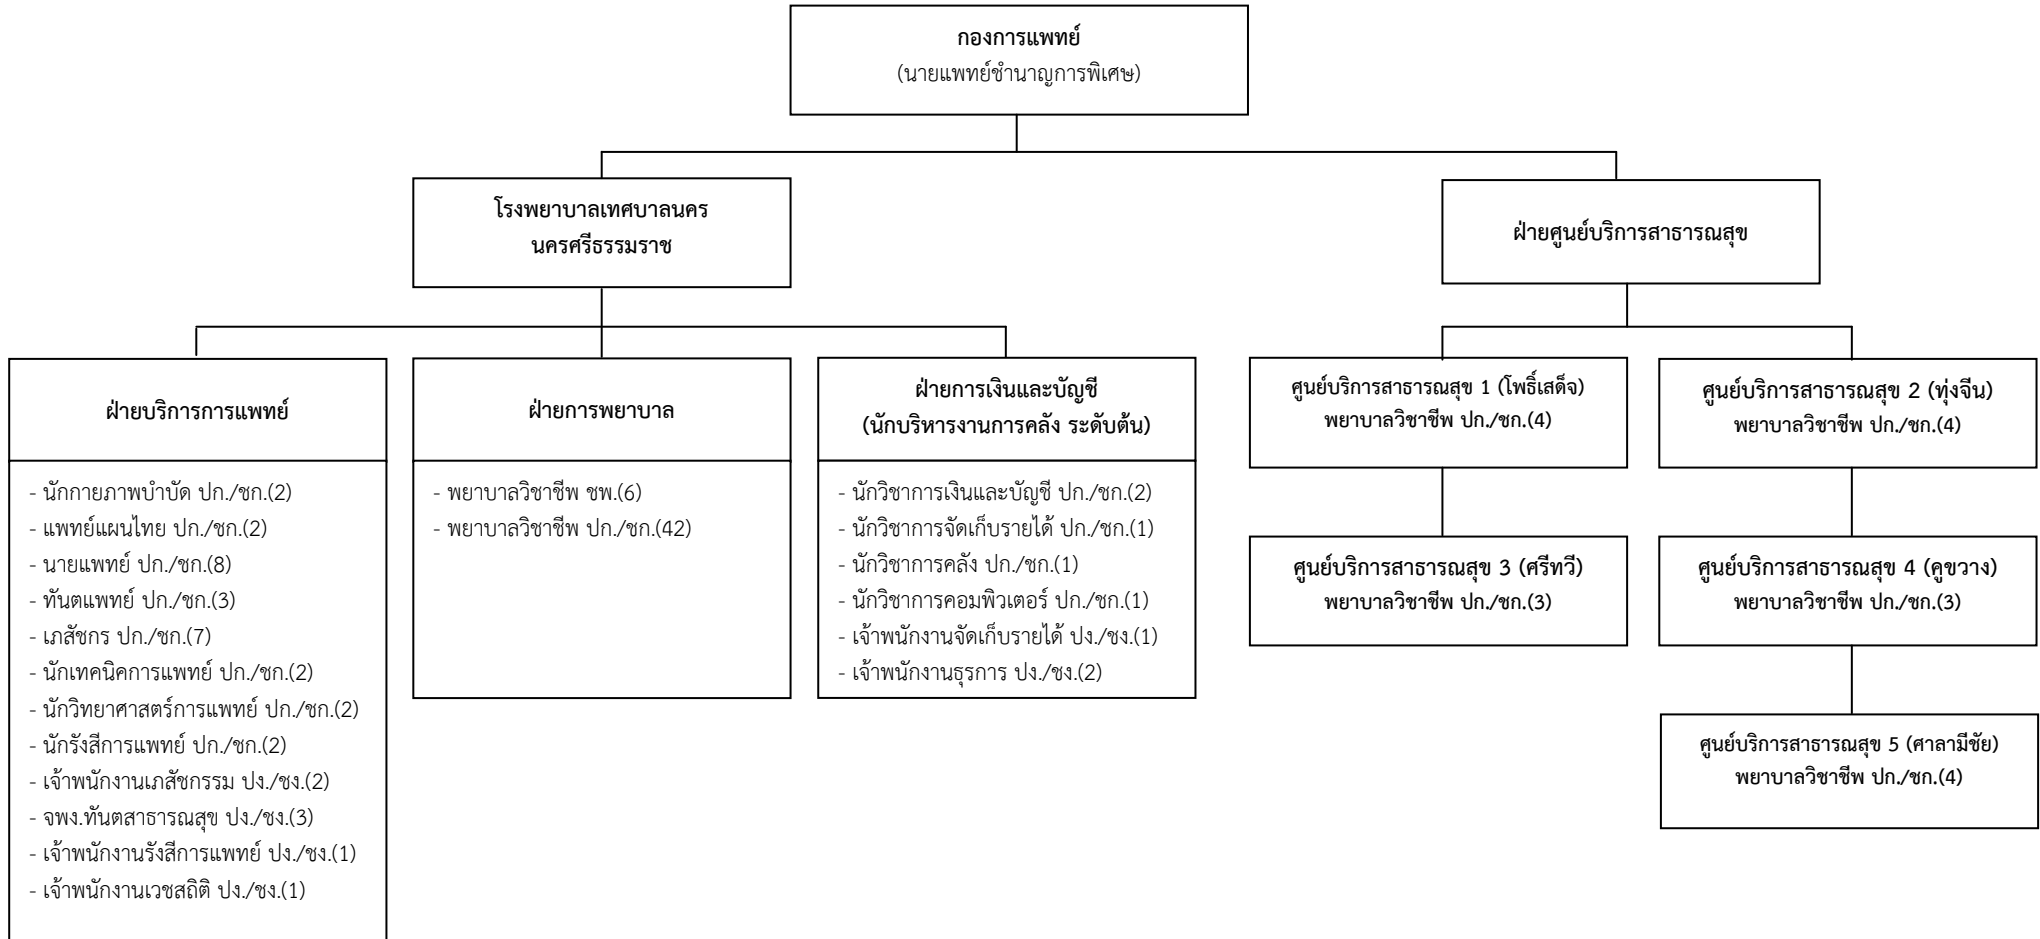 กองการแพทย์
(นายแพทย์ชำนาญการพิเศษ)
โรงพยาบาลเทศบาลนคร
นครศรีธรรมราช
ฝ่ายศูนย์บริการสาธารณสุข
ฝ่ายบริการการแพทย์
- นักกายภาพบำบัด ปก./ชก.(2)
- แพทย์แผนไทย ปก./ชก.(2)
- นายแพทย์ ปก./ชก.(8)
- ทันตแพทย์ ปก./ชก.(3)
- เภสัชกร ปก./ชก.(7)
- นักเทคนิคการแพทย์ ปก./ชก.(2)
- นักวิทยาศาสตร์การแพทย์ ปก./ชก.(2)
- นักรังสีการแพทย์ ปก./ชก.(2)
- เจ้าพนักงานเภสัชกรรม ปง./ชง.(2)
- จพง.ทันตสาธารณสุข ปง./ชง.(3)
- เจ้าพนักงานรังสีการแพทย์ ปง./ชง.(1)
- เจ้าพนักงานเวชสถิติ ปง./ชง.(1)
ฝ่ายการพยาบาล
- พยาบาลวิชาชีพ ชพ.(6)
- พยาบาลวิชาชีพ ปก./ชก.(42)
ฝ่ายการเงินและบัญชี
(นักบริหารงานการคลัง ระดับต้น)
- นักวิชาการเงินและบัญชี ปก./ชก.(2)
- นักวิชาการจัดเก็บรายได้ ปก./ชก.(1)
- นักวิชาการคลัง ปก./ชก.(1)
- นักวิชาการคอมพิวเตอร์ ปก./ชก.(1)
- เจ้าพนักงานจัดเก็บรายได้ ปง./ชง.(1)
- เจ้าพนักงานธุรการ ปง./ชง.(2)
ศูนย์บริการสาธารณสุข 1 (โพธิ์เสด็จ)
พยาบาลวิชาชีพ ปก./ชก.(4)
ศูนย์บริการสาธารณสุข 2 (ทุ่งจีน)
พยาบาลวิชาชีพ ปก./ชก.(4)
ศูนย์บริการสาธารณสุข 3 (ศรีทวี)
พยาบาลวิชาชีพ ปก./ชก.(3)
ศูนย์บริการสาธารณสุข 4 (คูขวาง)
พยาบาลวิชาชีพ ปก./ชก.(3)
ศูนย์บริการสาธารณสุข 5 (ศาลามีชัย)
พยาบาลวิชาชีพ ปก./ชก.(4)